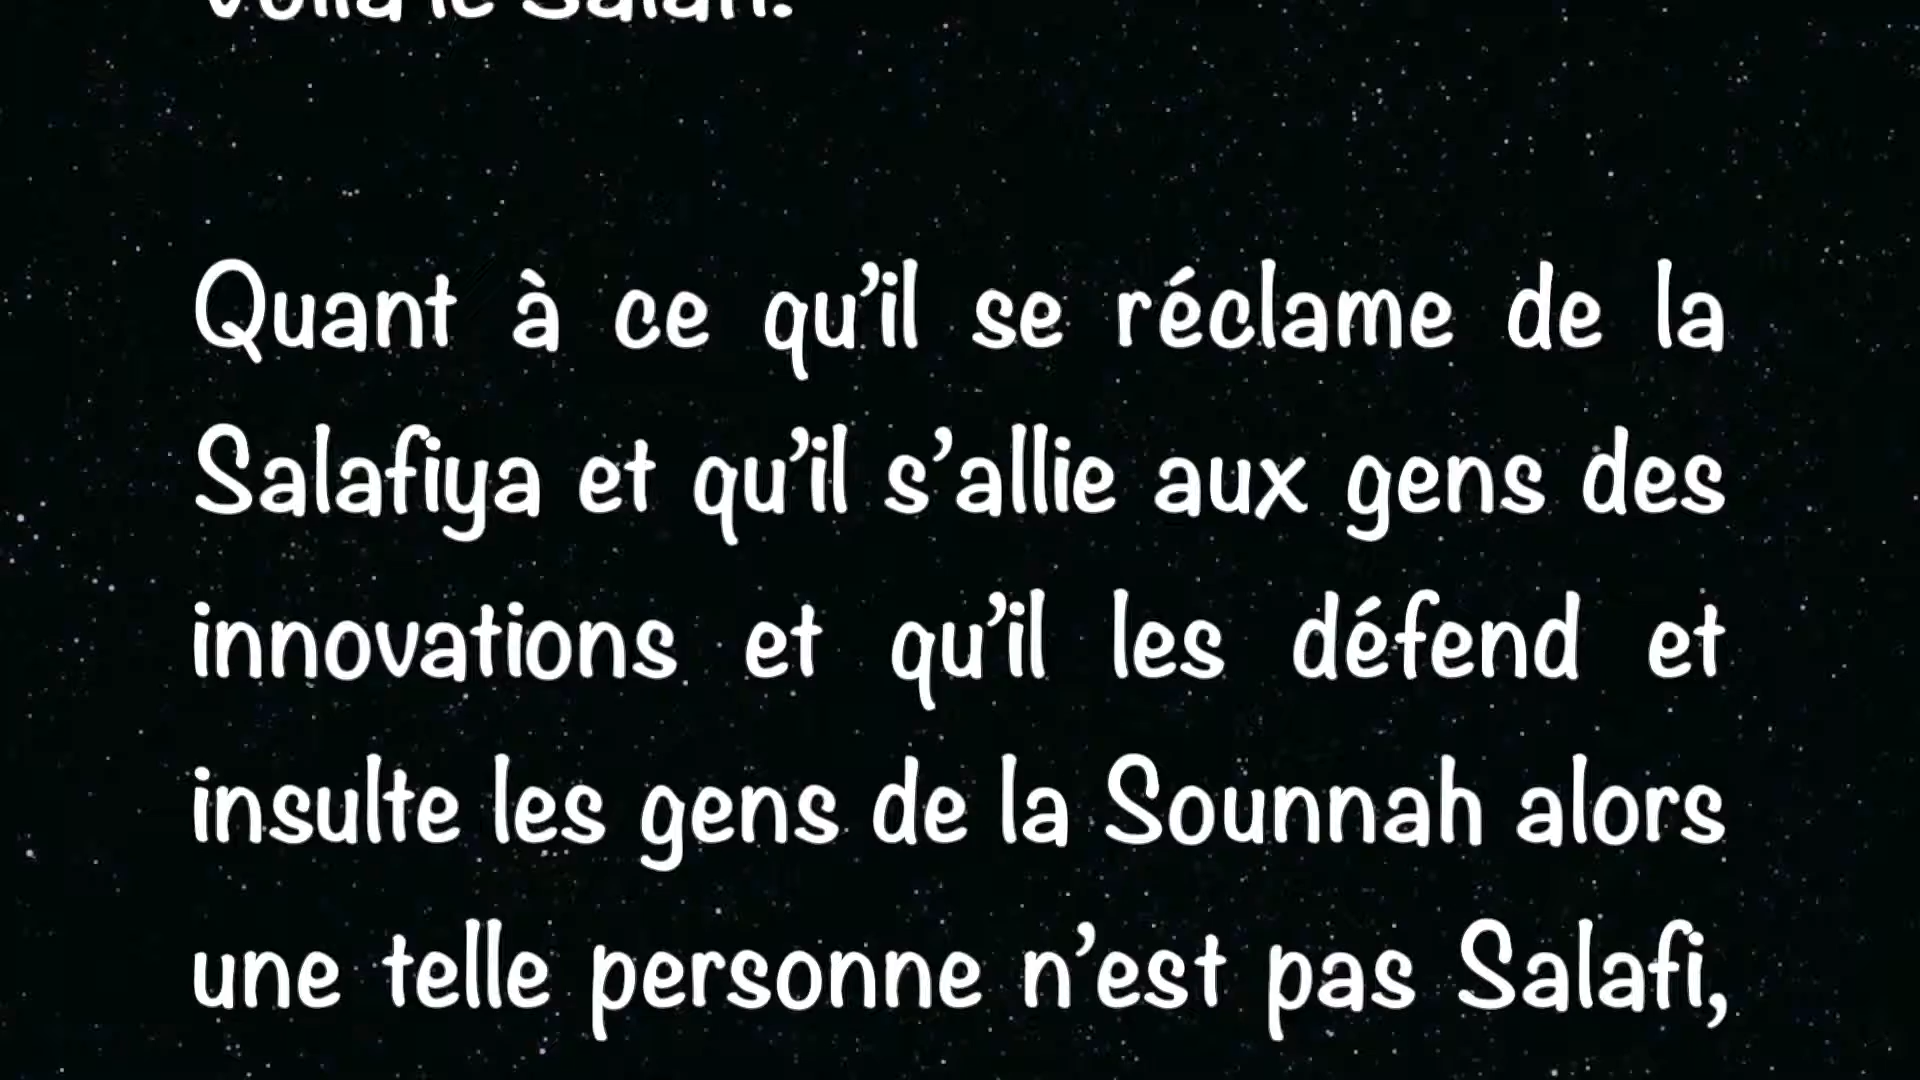 Voilà le Salafi.
Quant à ce qu’il se réclame de la
Salafiya et qu’il s’allie aux gens des
innovations et qu’il les défend et
insulte les gens de la Sounnah alors
une telle personne n’est pas Salafi,